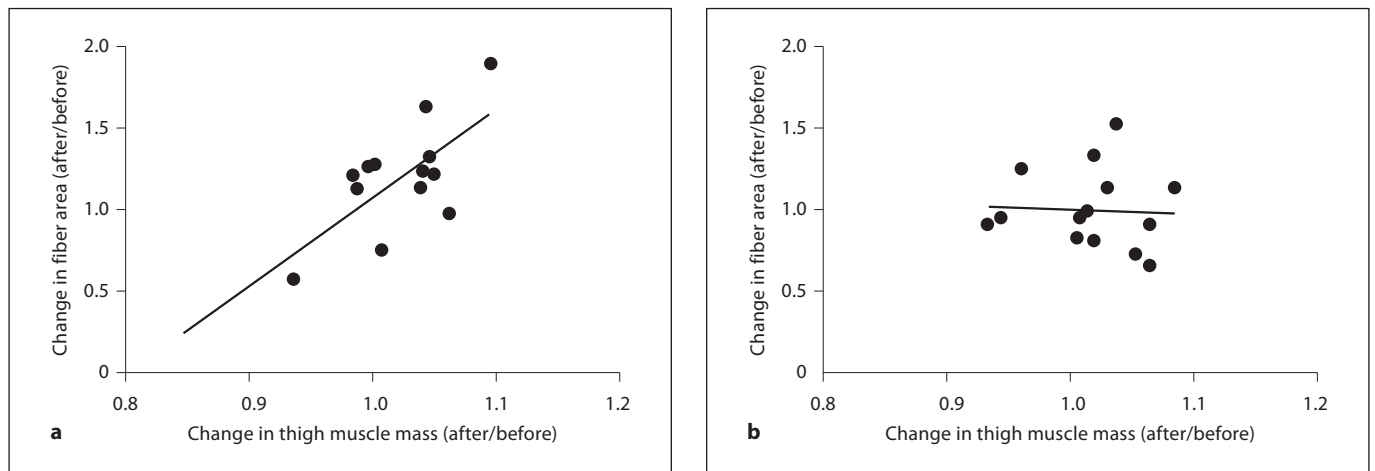 2.0
1.5
1.0
0.5
0
Change in fiber area (after/before)
0.8 0.9 1.0 1.1 1.2
a Change in thigh muscle mass (after/before)
2.0
1.5
1.0
0.5
0
Change in fiber area (after/before)
0.8 0.9 1.0 1.1 1.2
b Change in thigh muscle mass (after/before)